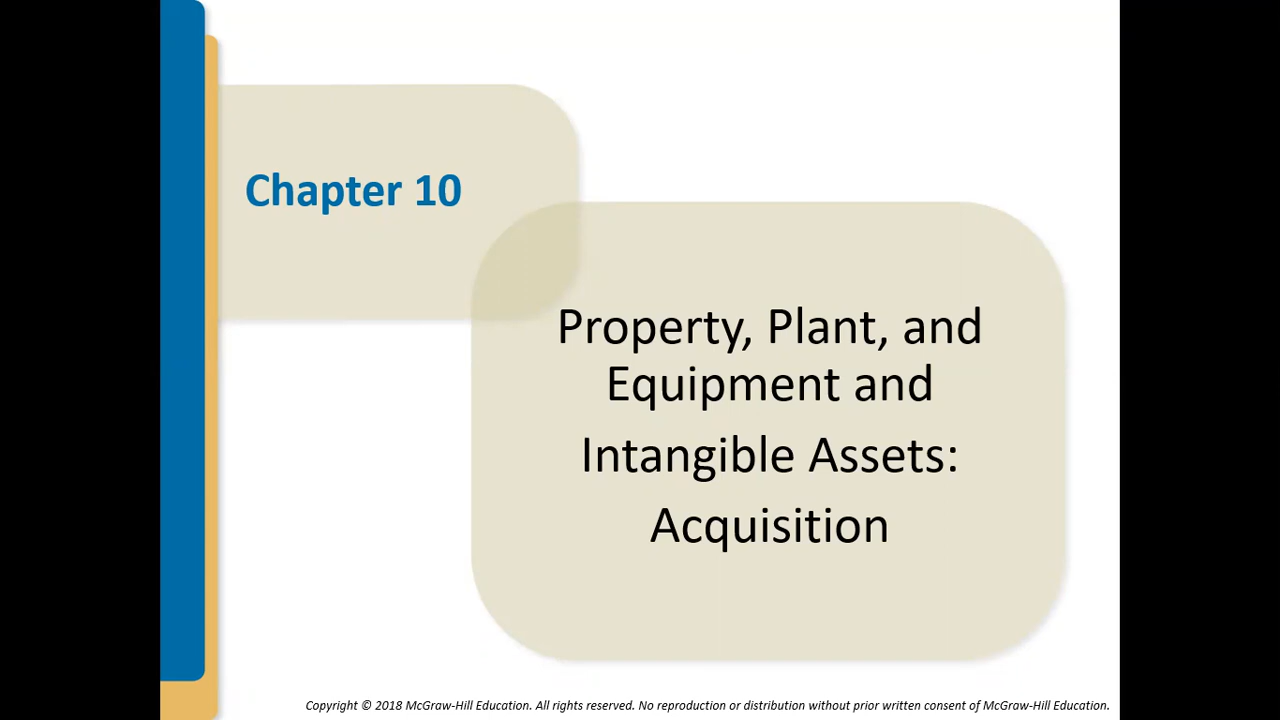 Chapter 10
Property, Plant, and
Equipment and
Intangible Assets:
Acquisition
Copyright © 2018 McGraw-Hill Education. All rights reserved. No reproduction or distribution without prior written consent of McGraw-Hill Education.